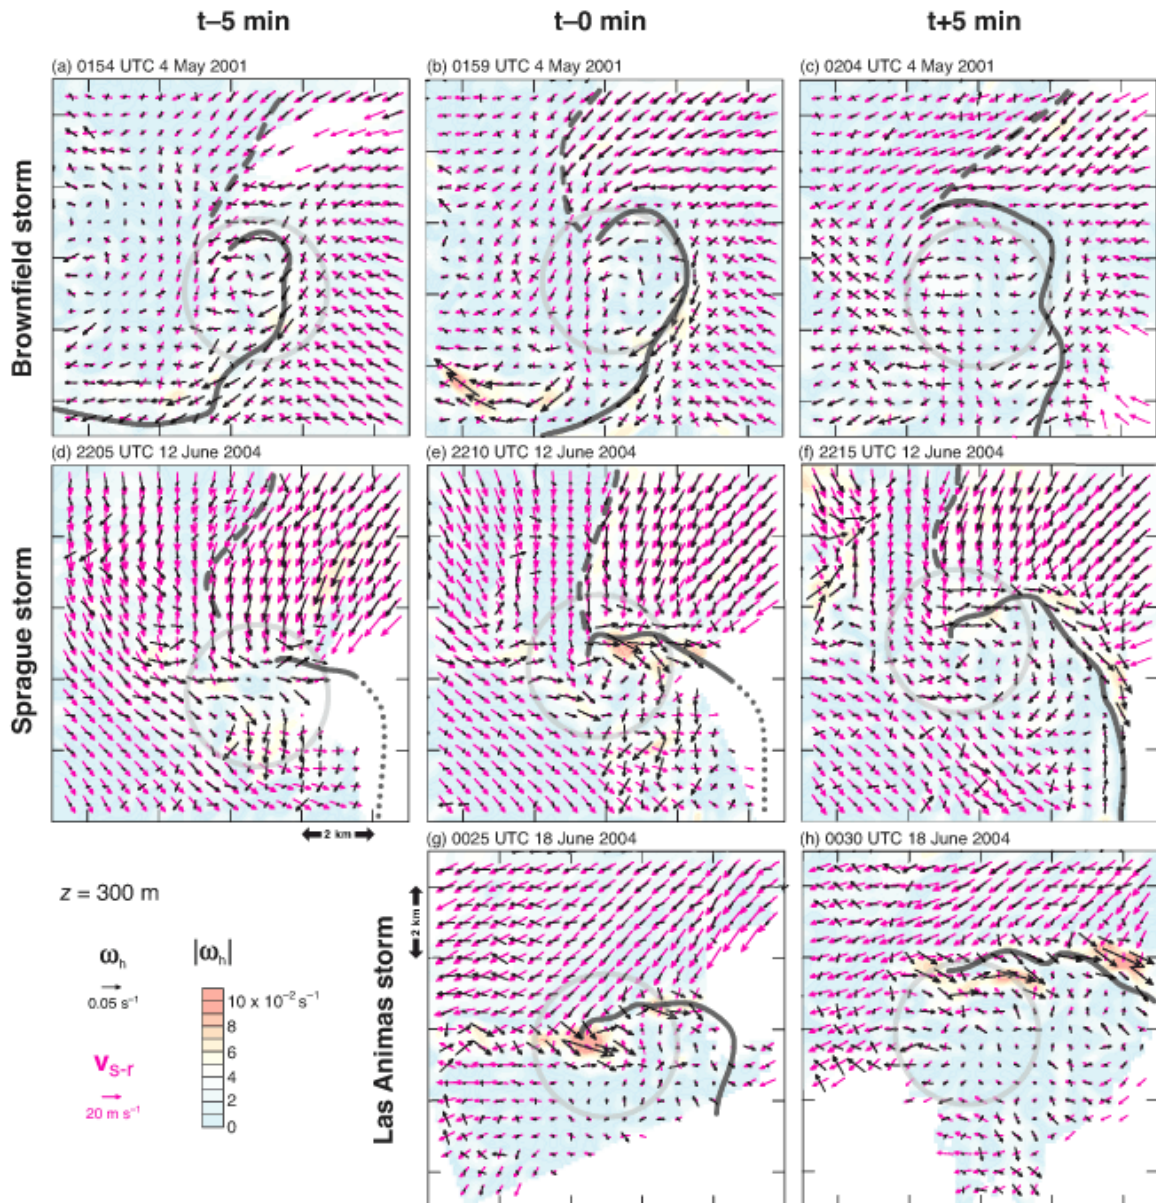 t–5 min
t–0 min
t+5 min
Brownfield storm
(a) 0154 UTC 4 May 2001
(b) 0159 UTC 4 May 2001
(c) 0204 UTC 4 May 2001
Sprague storm
(d) 2205 UTC 12 June 2004
(e) 2210 UTC 12 June 2004
(f) 2215 UTC 12 June 2004
2 km
Las Animas storm
(g) 0025 UTC 18 June 2004
(h) 0030 UTC 18 June 2004
2 km
z = 300 m
ωh
0.05 s⁻¹
vS-r
20 m s⁻¹
|ωh|
10 x 10⁻² s⁻¹
8
6
4
2
0